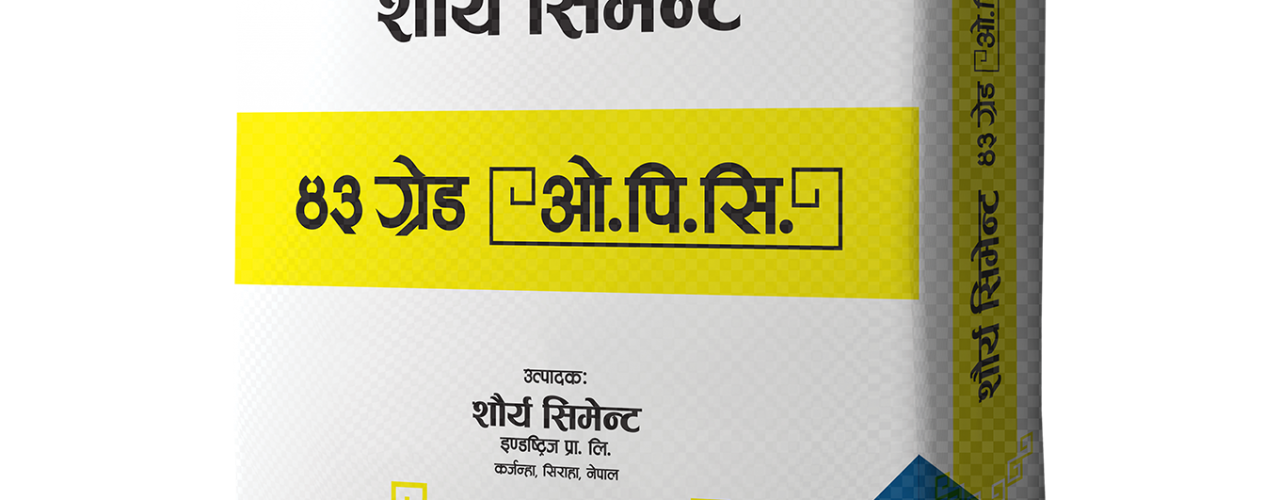 शौर्य सिमेन्ट
४३ ग्रेड ओ.पि.सि.
उत्पादक:
शौर्य सिमेन्ट
इण्डष्ट्रिज प्रा. लि.
कर्जन्हा, सिराहा, नेपाल
शौर्य सिमेन्ट ४३ ग्रेड